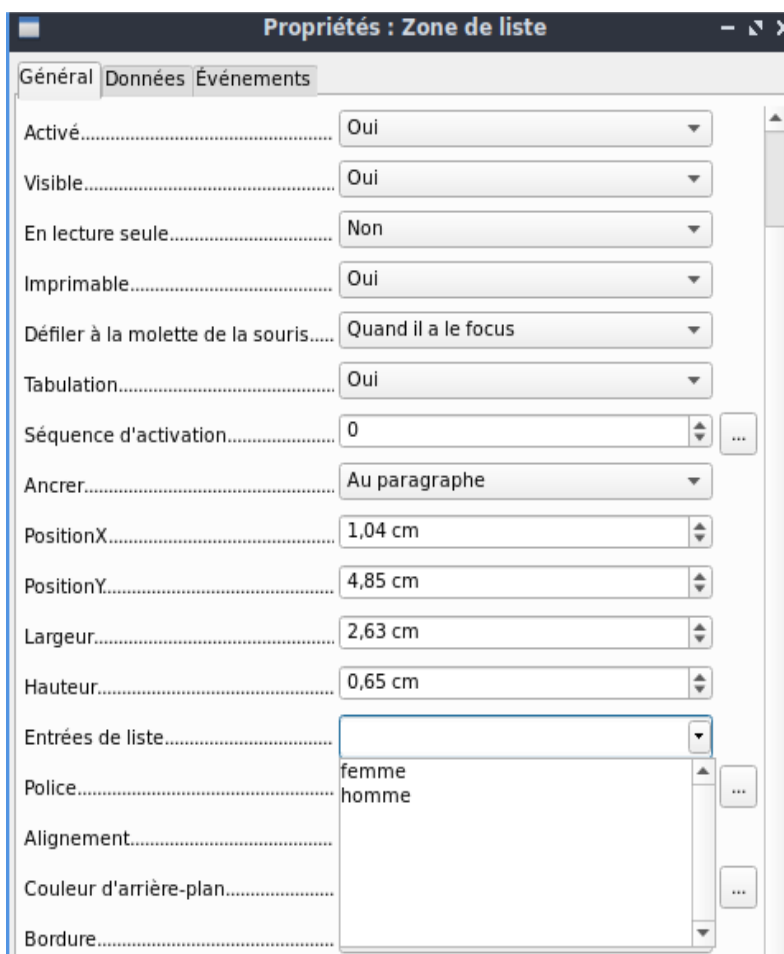 Propriétés : Zone de liste
Général Données Événements
Activé Oui
Visible Oui
En lecture seule Non
Imprimable Oui
Défiler à la molette de la souris Quand il a le focus
Tabulation Oui
Séquence d'activation 0 ...
Ancrer Au paragraphe
PositionX 1,04 cm
PositionY 4,85 cm
Largeur 2,63 cm
Hauteur 0,65 cm
Entrées de liste
femme
Police ...
homme
Alignement
Couleur d'arrière-plan ...
Bordure